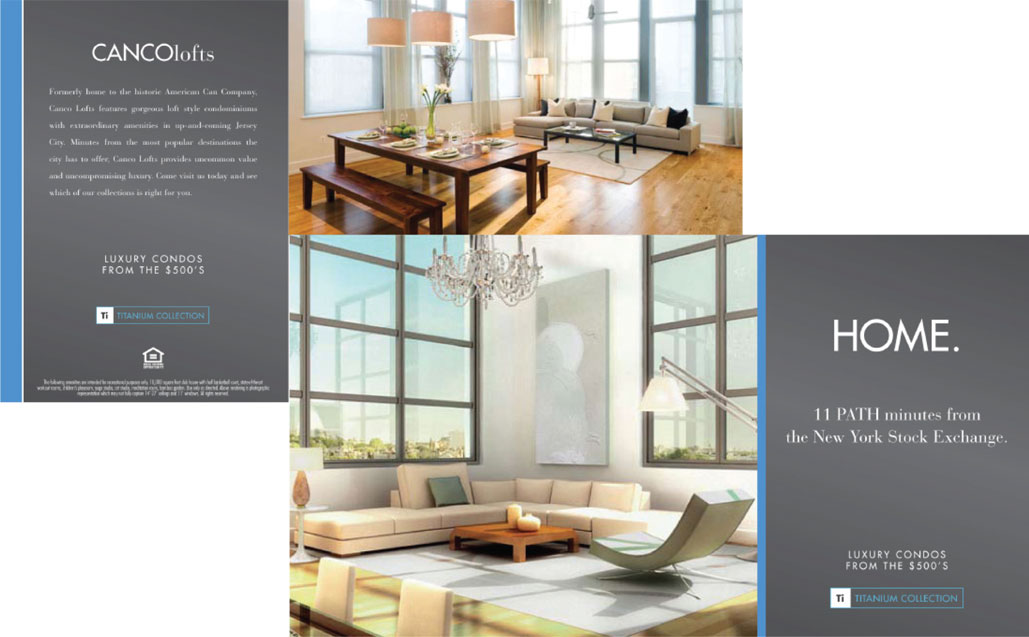 CANCOlofts
Formerly home to the historic American Can Company,
Canco Lofts features gorgeous loft style condominiums
with extraordinary amenities in up-and-coming Jersey
City. Minutes from the most popular destinations the
city has to offer, Canco Lofts provides uncommon value
and uncompromising luxury. Come visit us today and see
which of our collections is right for you.
LUXURY CONDOS
FROM THE $500'S
Ti TITANIUM COLLECTION
HOME.
11 PATH minutes from
the New York Stock Exchange.
LUXURY CONDOS
FROM THE $500'S
Ti TITANIUM COLLECTION